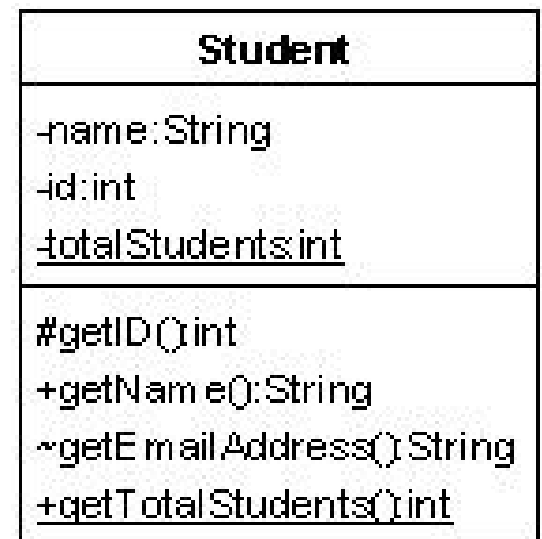 Student
-name:String
-id:int
-totalStudents:int
#getID():int
+getName():String
~getEmailAddress():String
+getTotalStudents():int